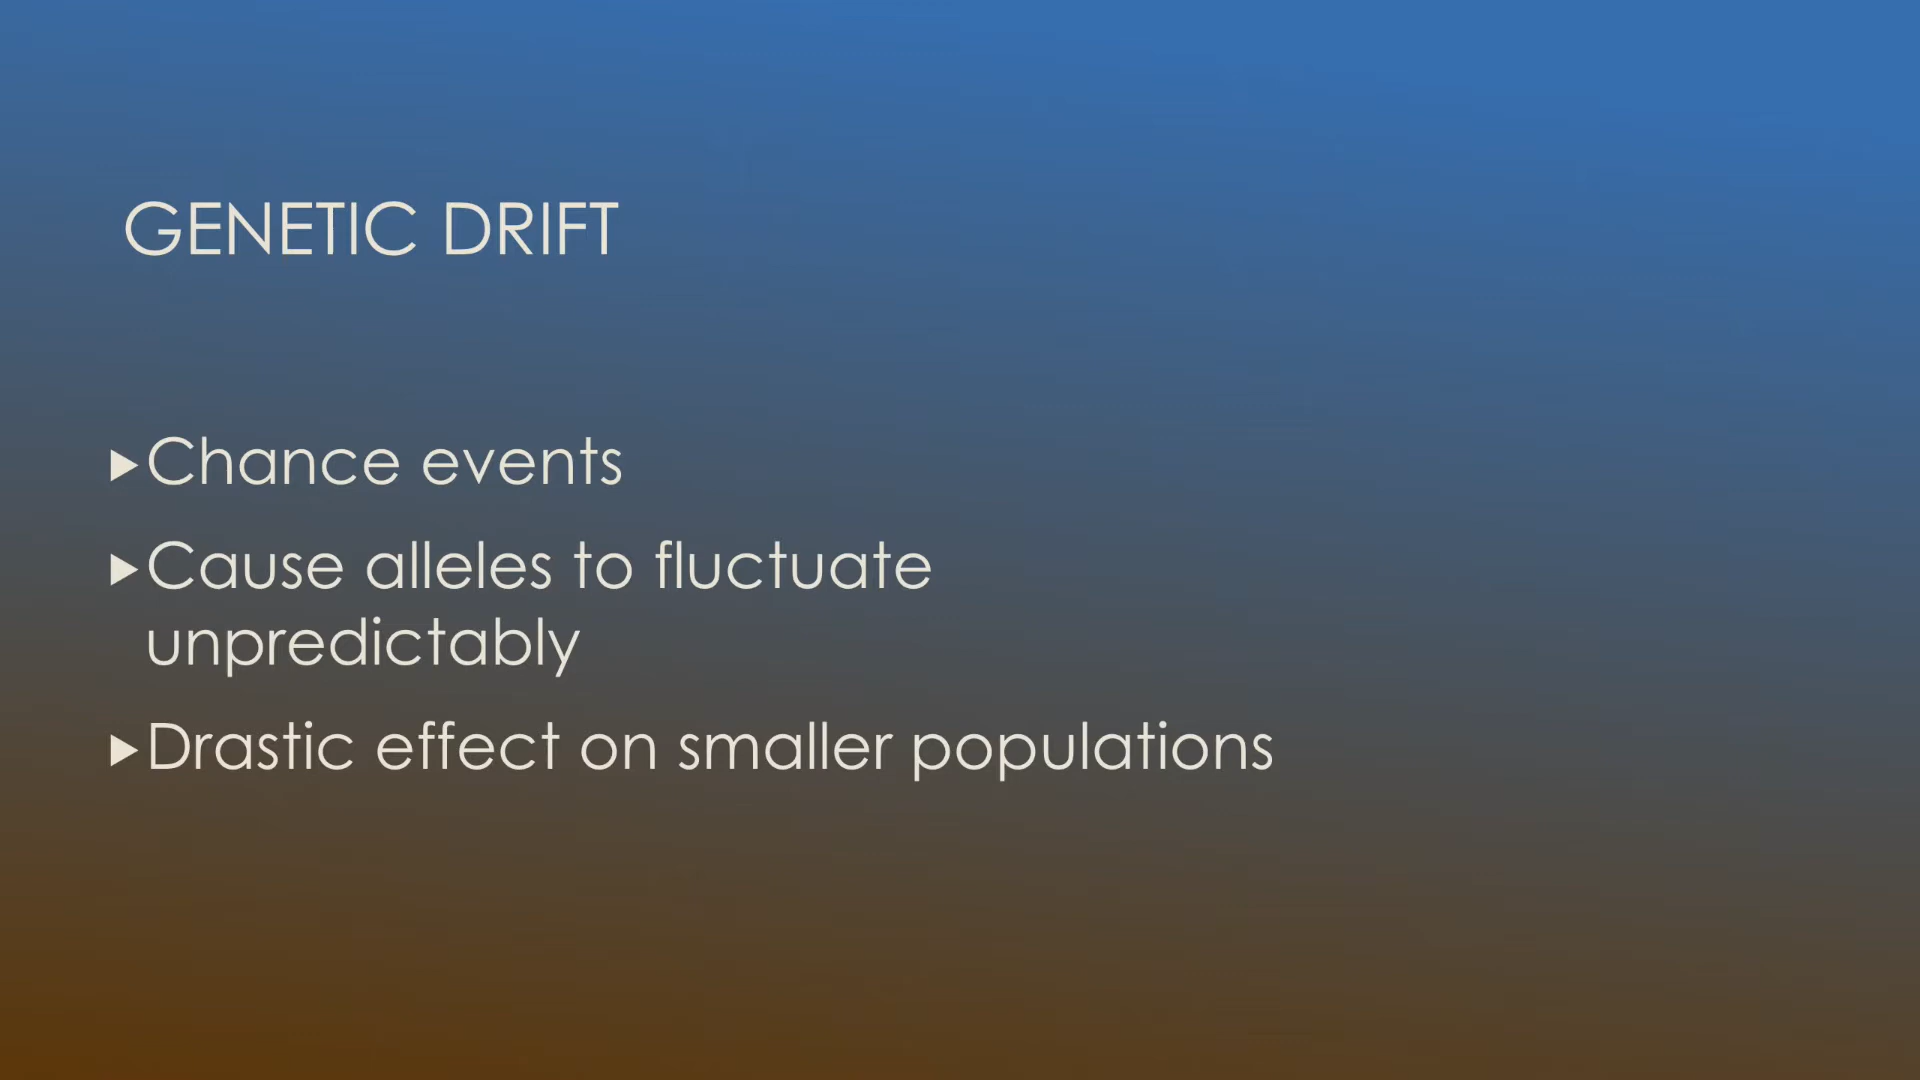 GENETIC DRIFT
Chance events
Cause alleles to fluctuate
unpredictably
Drastic effect on smaller populations